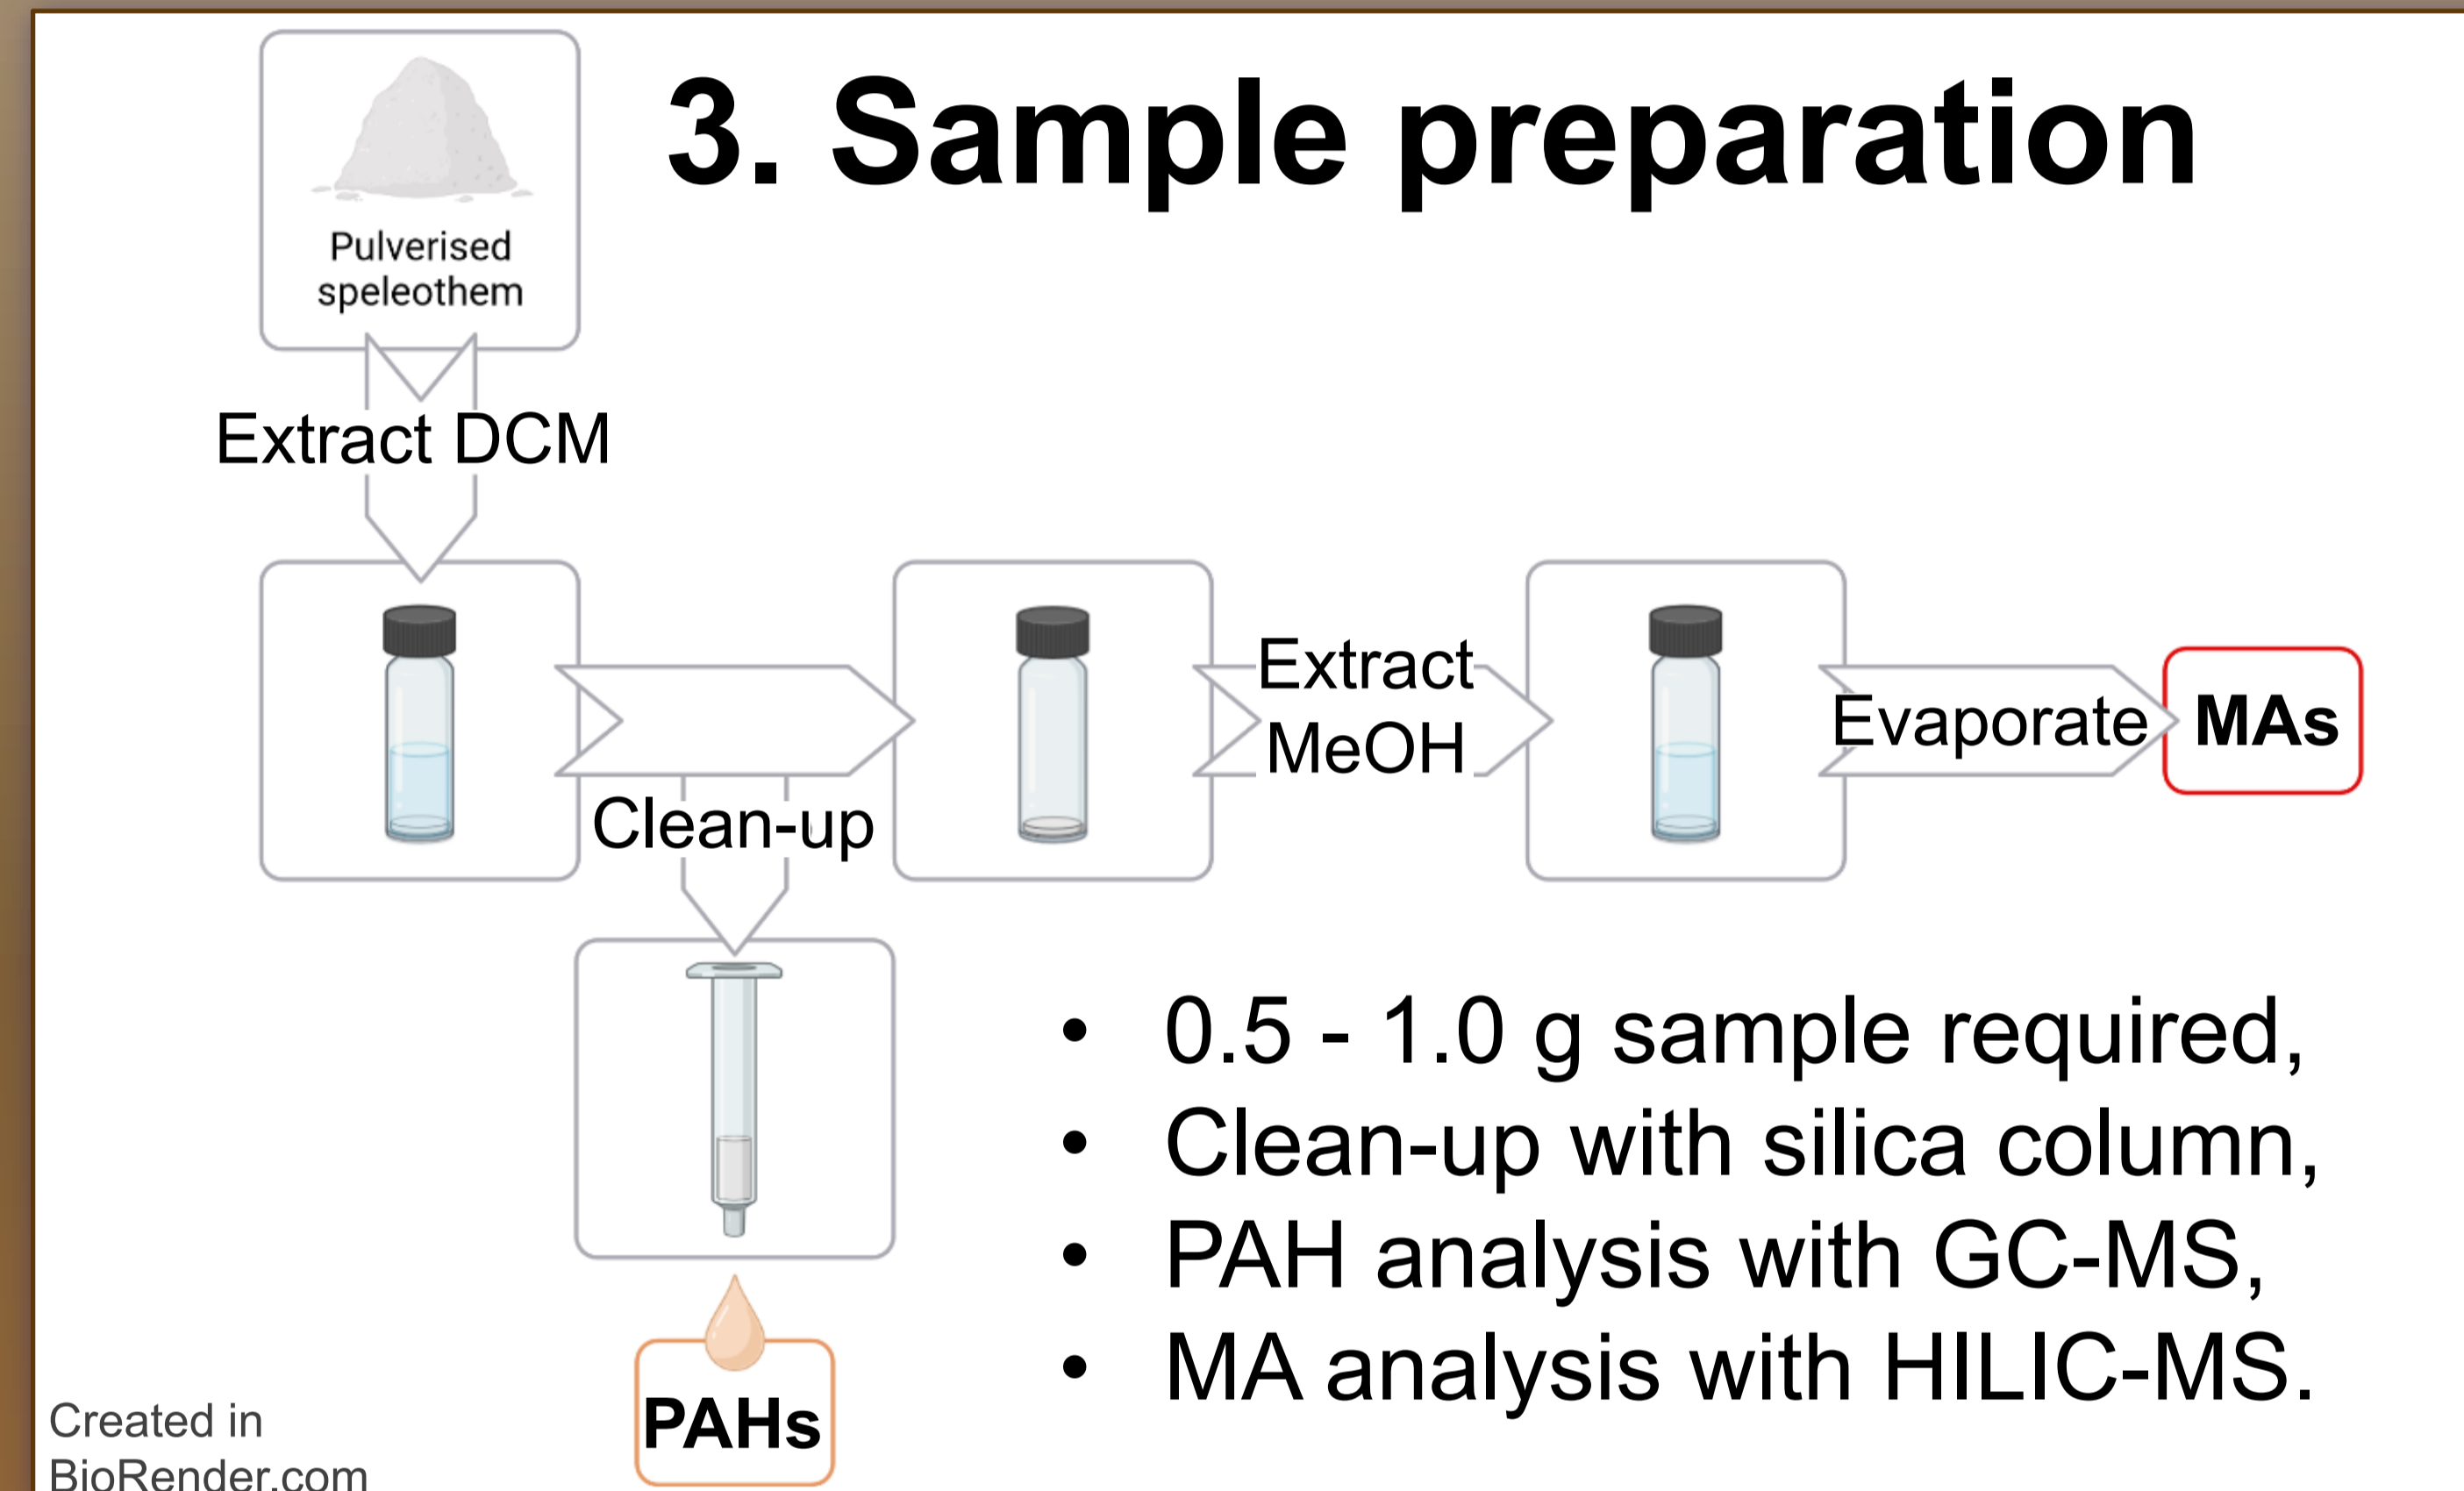 3. Sample preparation
Pulverised
speleothem
Extract DCM
Clean-up
Extract
MeOH
Evaporate
MAs
PAHs
• 0.5 - 1.0 g sample required,
• Clean-up with silica column,
• PAH analysis with GC-MS,
• MA analysis with HILIC-MS.
Created in
BioRender.com